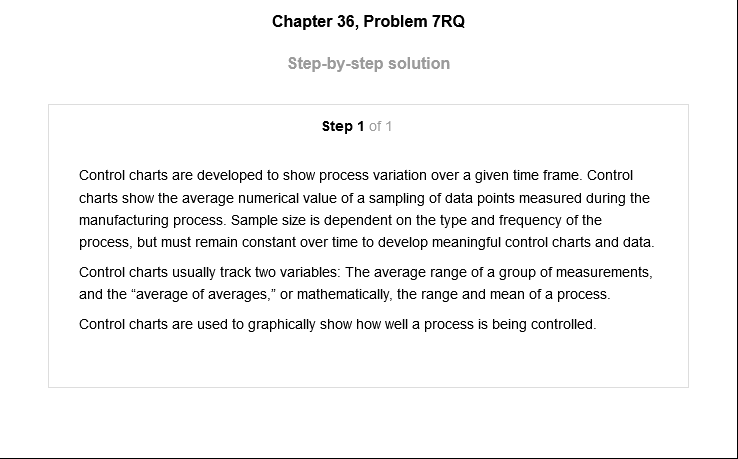 Chapter 36, Problem 7RQ
Step-by-step solution
Step 1 of 1
Control charts are developed to show process variation over a given time frame. Control
charts show the average numerical value of a sampling of data points measured during the
manufacturing process. Sample size is dependent on the type and frequency of the
process, but must remain constant over time to develop meaningful control charts and data.
Control charts usually track two variables: The average range of a group of measurements,
and the “average of averages,” or mathematically, the range and mean of a process.
Control charts are used to graphically show how well a process is being controlled.